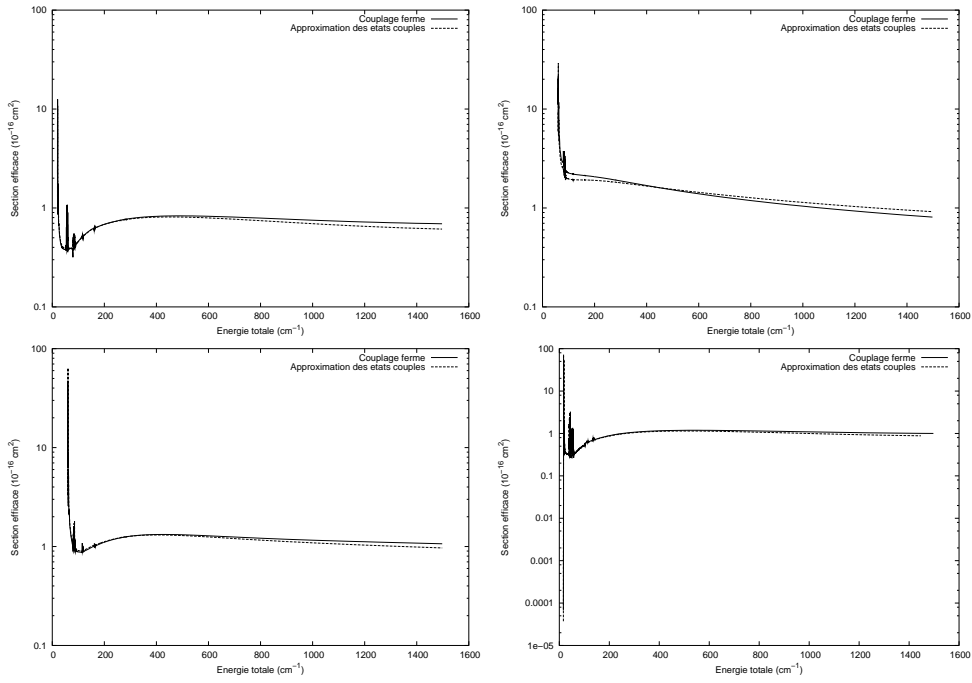 100
10
1
0.1
Section efficace (10⁻¹⁶ cm²)
0 200 400 600 800 1000 1200 1400 1600
Energie totale (cm⁻¹)
Couplage ferme
Approximation des etats couples
100
10
1
0.1
Section efficace (10⁻¹⁶ cm²)
0 200 400 600 800 1000 1200 1400 1600
Energie totale (cm⁻¹)
Couplage ferme
Approximation des etats couples
100
10
1
0.1
Section efficace (10⁻¹⁶ cm²)
0 200 400 600 800 1000 1200 1400 1600
Energie totale (cm⁻¹)
Couplage ferme
Approximation des etats couples
100
10
1
0.1
0.01
0.001
0.0001
1e−05
Section efficace (10⁻¹⁶ cm²)
0 200 400 600 800 1000 1200 1400 1600
Energie totale (cm⁻¹)
Couplage ferme
Approximation des etats couples